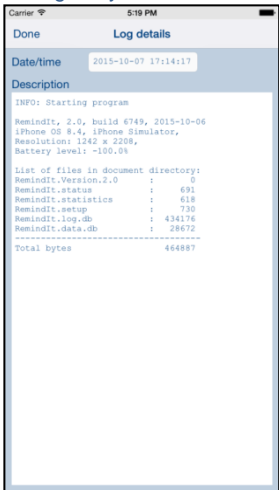 Carrier 5:19 PM
Done Log details
Date/time 2015-10-07 17:14:17
Description
INFO: Starting program
RemindIt, 2.0, build 6749, 2015-10-06
iPhone OS 8.4, iPhone Simulator,
Resolution: 1242 x 2208,
Battery level: -100.0%
List of files in document directory:
RemindIt.Version.2.0 : 0
RemindIt.status : 691
RemindIt.statistics : 618
RemindIt.setup : 730
RemindIt.log.db : 434176
RemindIt.data.db : 28672
-----------------------------------
Total bytes 464887